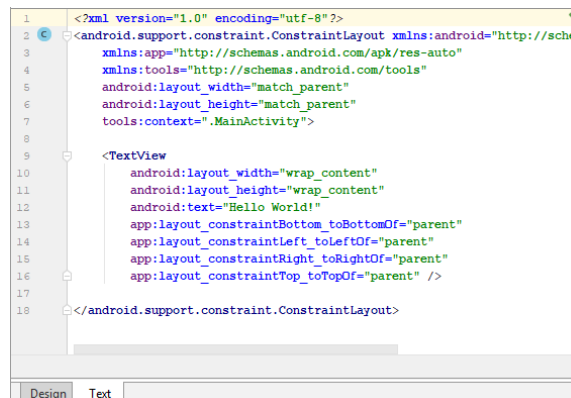 1 <?xml version="1.0" encoding="utf-8"?>
2 C <android.support.constraint.ConstraintLayout xmlns:android="http://sche
3 xmlns:app="http://schemas.android.com/apk/res-auto"
4 xmlns:tools="http://schemas.android.com/tools"
5 android:layout_width="match_parent"
6 android:layout_height="match_parent"
7 tools:context=".MainActivity">
8
9 <TextView
10 android:layout_width="wrap_content"
11 android:layout_height="wrap_content"
12 android:text="Hello World!"
13 app:layout_constraintBottom_toBottomOf="parent"
14 app:layout_constraintLeft_toLeftOf="parent"
15 app:layout_constraintRight_toRightOf="parent"
16 app:layout_constraintTop_toTopOf="parent" />
17
18 </android.support.constraint.ConstraintLayout>
Design Text